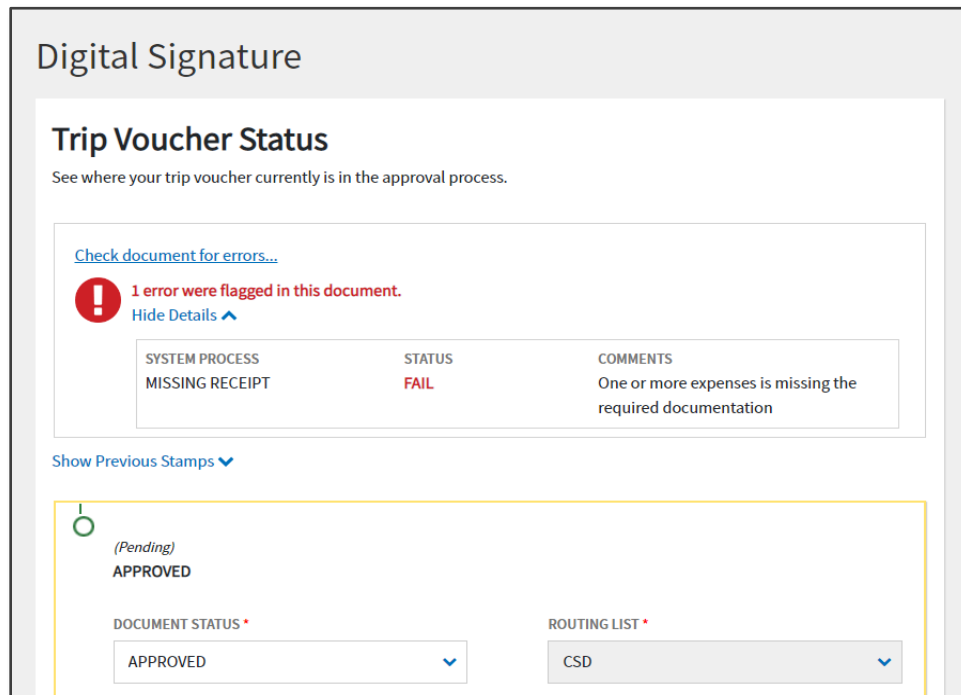 Digital Signature
Trip Voucher Status
See where your trip voucher currently is in the approval process.
Check document for errors...
1 error were flagged in this document.
Hide Details
SYSTEM PROCESS STATUS COMMENTS
MISSING RECEIPT FAIL One or more expenses is missing the
required documentation
Show Previous Stamps
(Pending)
APPROVED
DOCUMENT STATUS * ROUTING LIST *
APPROVED CSD